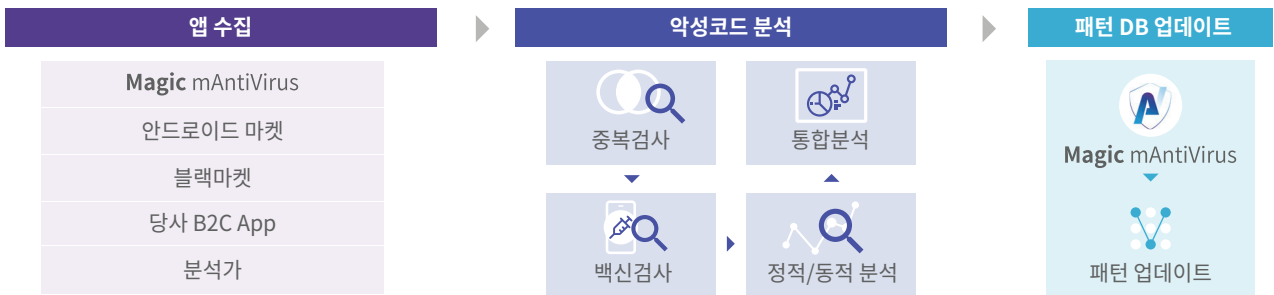 앱 수집
Magic mAntiVirus
안드로이드 마켓
블랙마켓
당사 B2C App
분석가
악성코드 분석
중복검사
백신검사
정적/동적 분석
통합분석
패턴 DB 업데이트
Magic mAntiVirus
패턴 업데이트